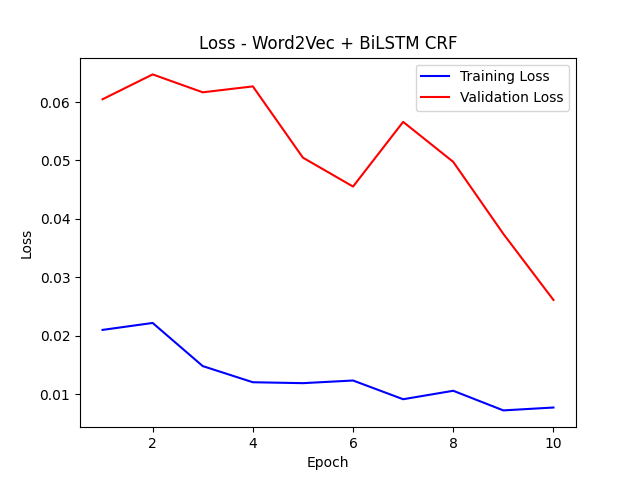 Loss - Word2Vec + BiLSTM CRF
Training Loss
Validation Loss
0.06
0.05
0.04
0.03
0.02
0.01
Loss
2
4
6
8
10
Epoch